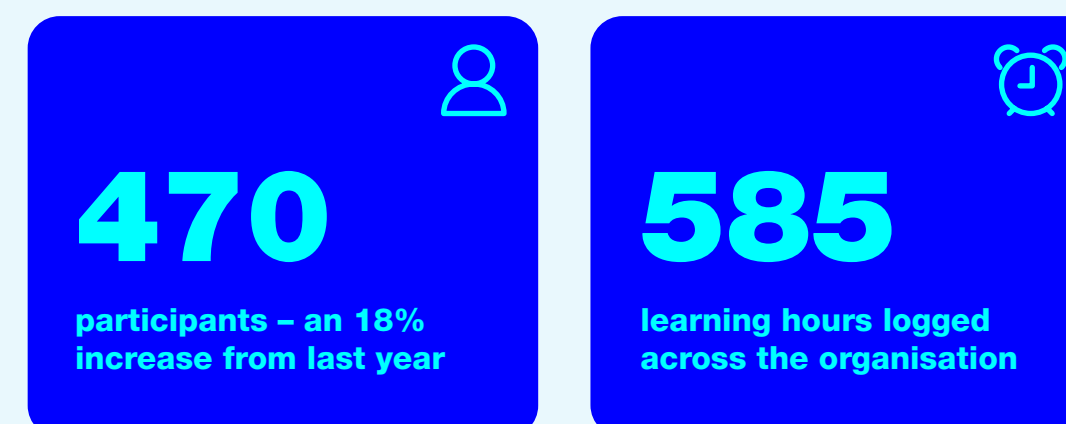 470
participants – an 18%
increase from last year
585
learning hours logged
across the organisation